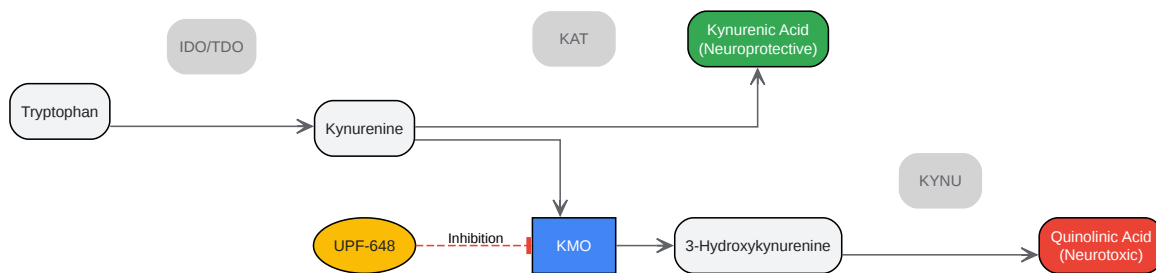 IDO/TDO
KAT
Kynurenic Acid
(Neuroprotective)
Tryptophan
Kynurenine
KYNU
UPF-648
Inhibition
KMO
3-Hydroxykynurenine
Quinolinic Acid
(Neurotoxic)